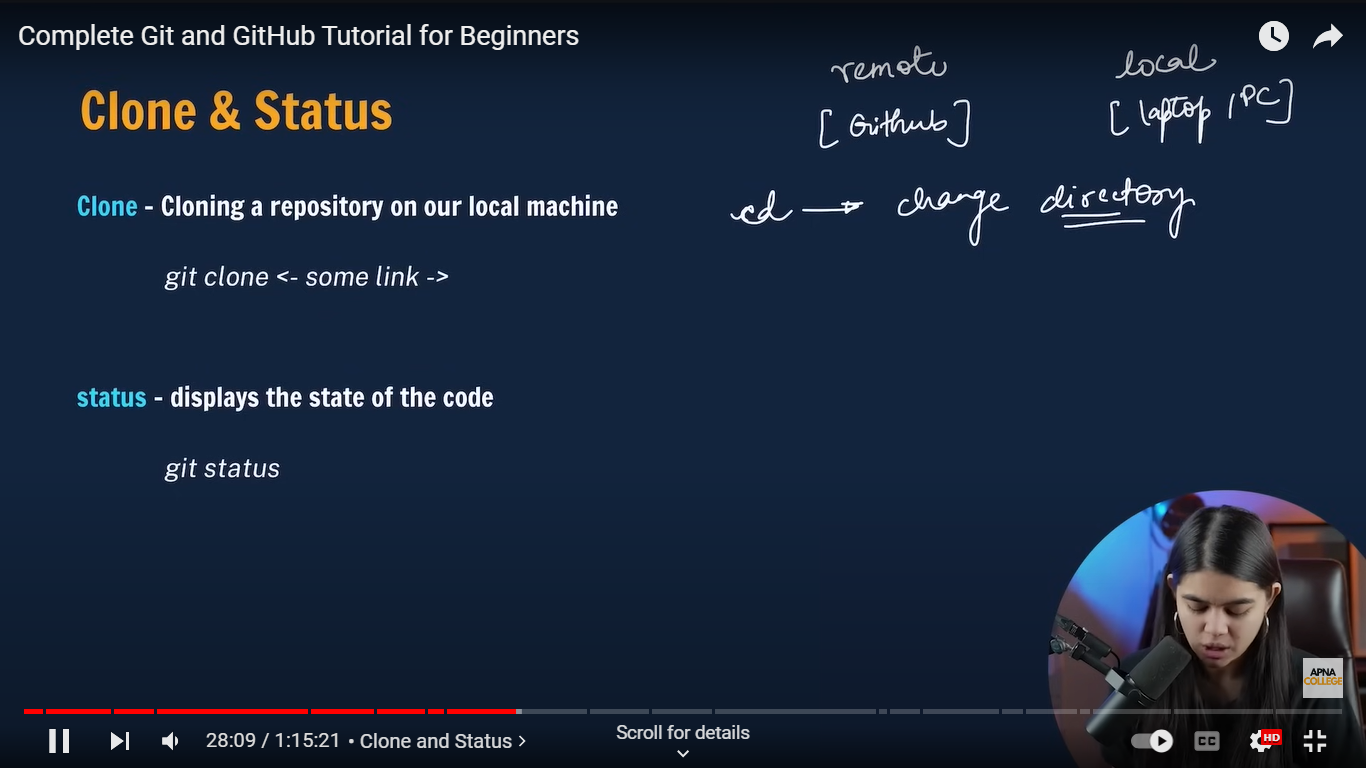 Complete Git and GitHub Tutorial for Beginners
remote
local
Clone & Status
[Github]
[laptop / PC]
Clone - Cloning a repository on our local machine
cd → change directory
git clone <- some link ->
status - displays the state of the code
git status
APNA
COLLEGE
Scroll for details
28:09 / 1:15:21 • Clone and Status >
CC
HD